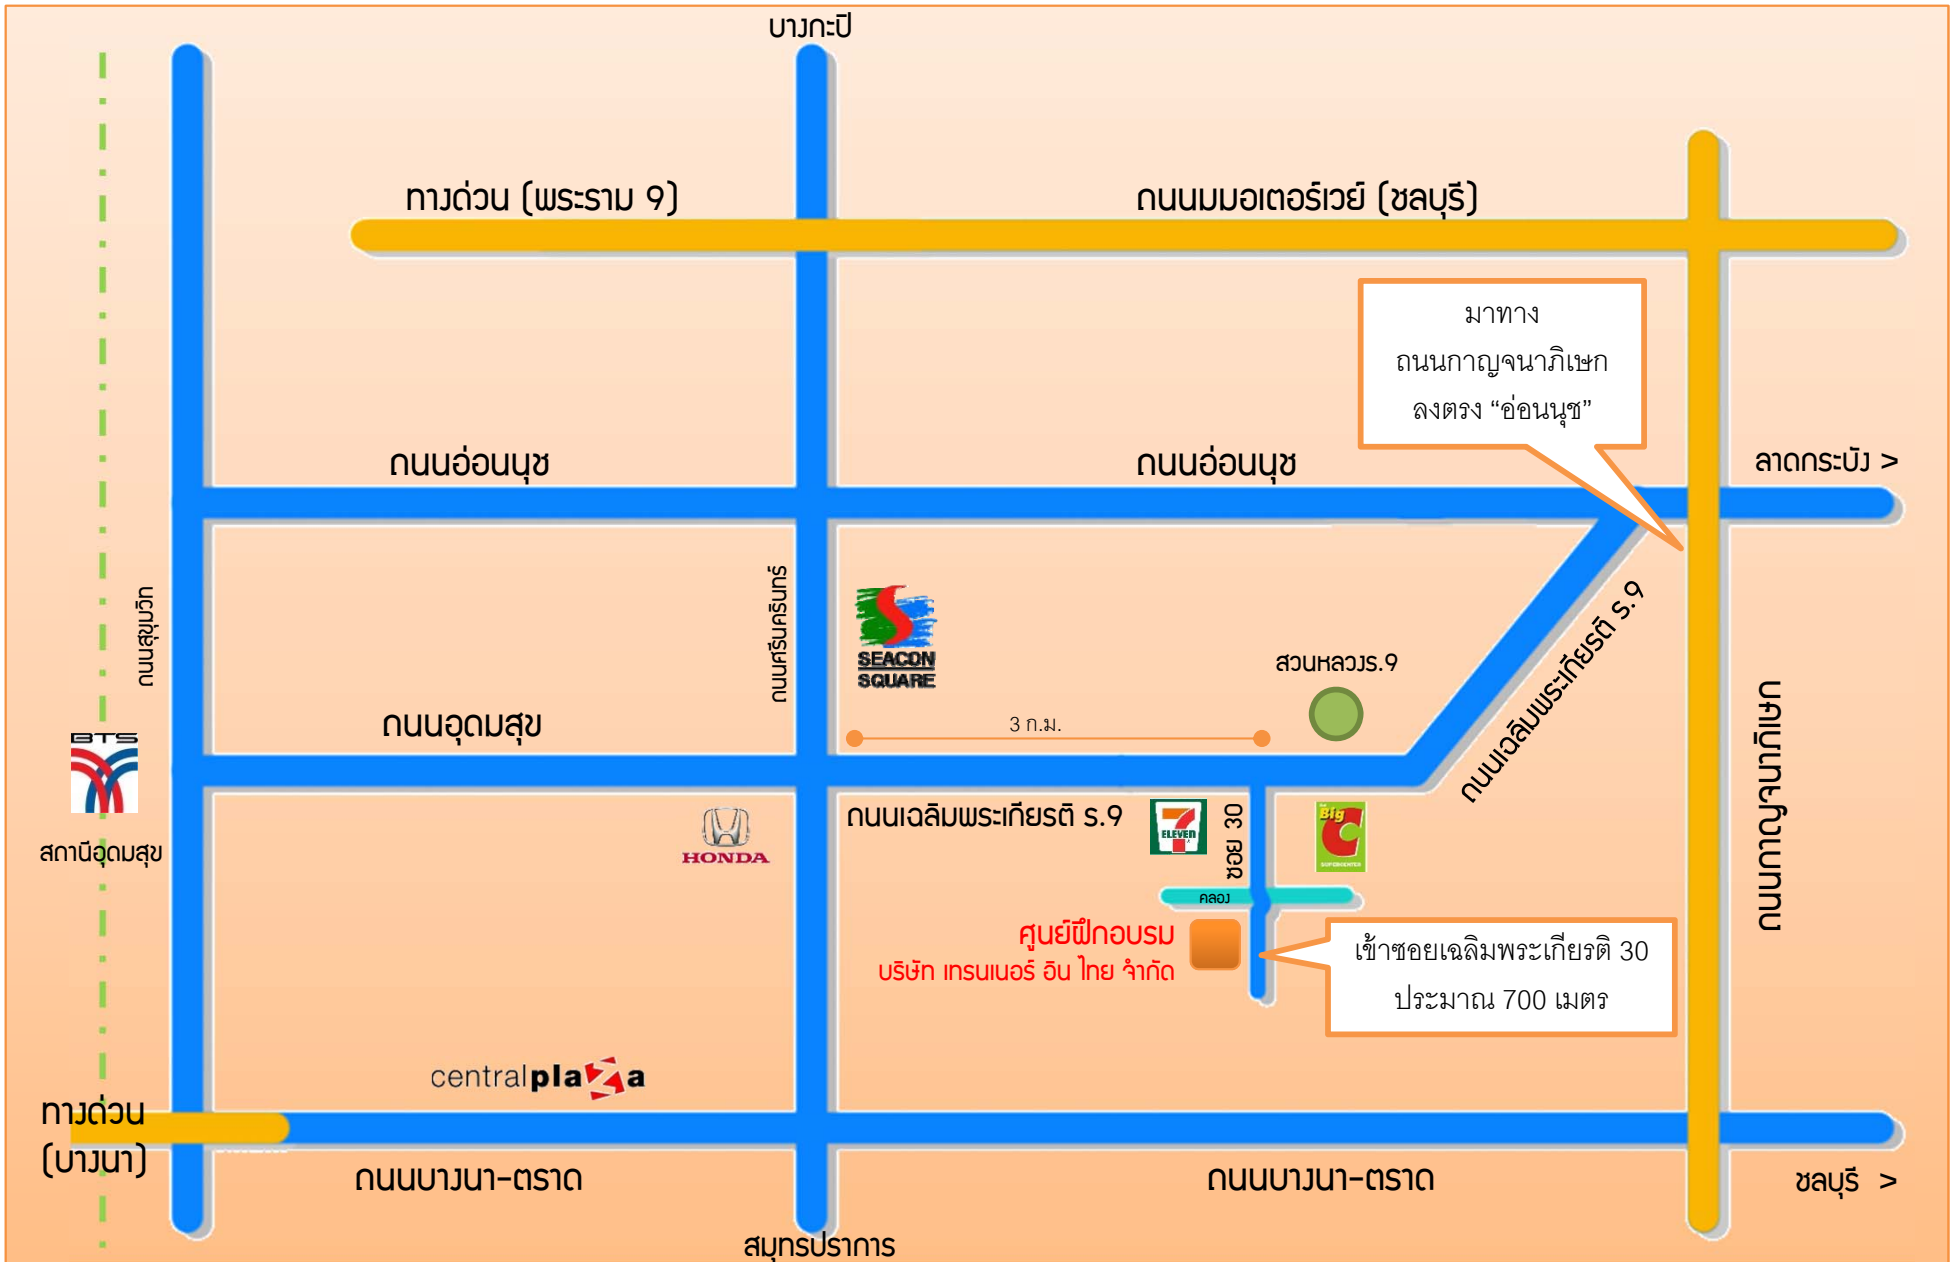 บางกะปิ
ทางด่วน (พระราม 9)
ถนนมมอเตอร์เวย์ (ชลบุรี)
มาทาง
ถนนกาญจนาภิเษก
ลงตรง “อ่อนนุช”
ถนนอ่อนนุช
ถนนอ่อนนุช
ลาดกระบัง >
ถนนสุขุมวิท
ถนนศรีนครินทร์
SEACON
SQUARE
สวนหลวงร.9
ถนนเฉลิมพระเกียรติ ร.9
ถนนกาญจนาภิเษก
ถนนอุดมสุข
3 ก.ม.
BTS
สถานีอุดมสุข
HONDA
ถนนเฉลิมพระเกียรติ ร.9
7
ELEVEN
ซอย 30
Big
C
SUPERCENTER
คลอง
ศูนย์ฝึกอบรม
บริษัท เทรนเนอร์ อิน ไทย จำกัด
เข้าซอยเฉลิมพระเกียรติ 30
ประมาณ 700 เมตร
centralplaza
ทางด่วน
(บางนา)
ถนนบางนา-ตราด
ถนนบางนา-ตราด
ชลบุรี >
สมุทรปราการ